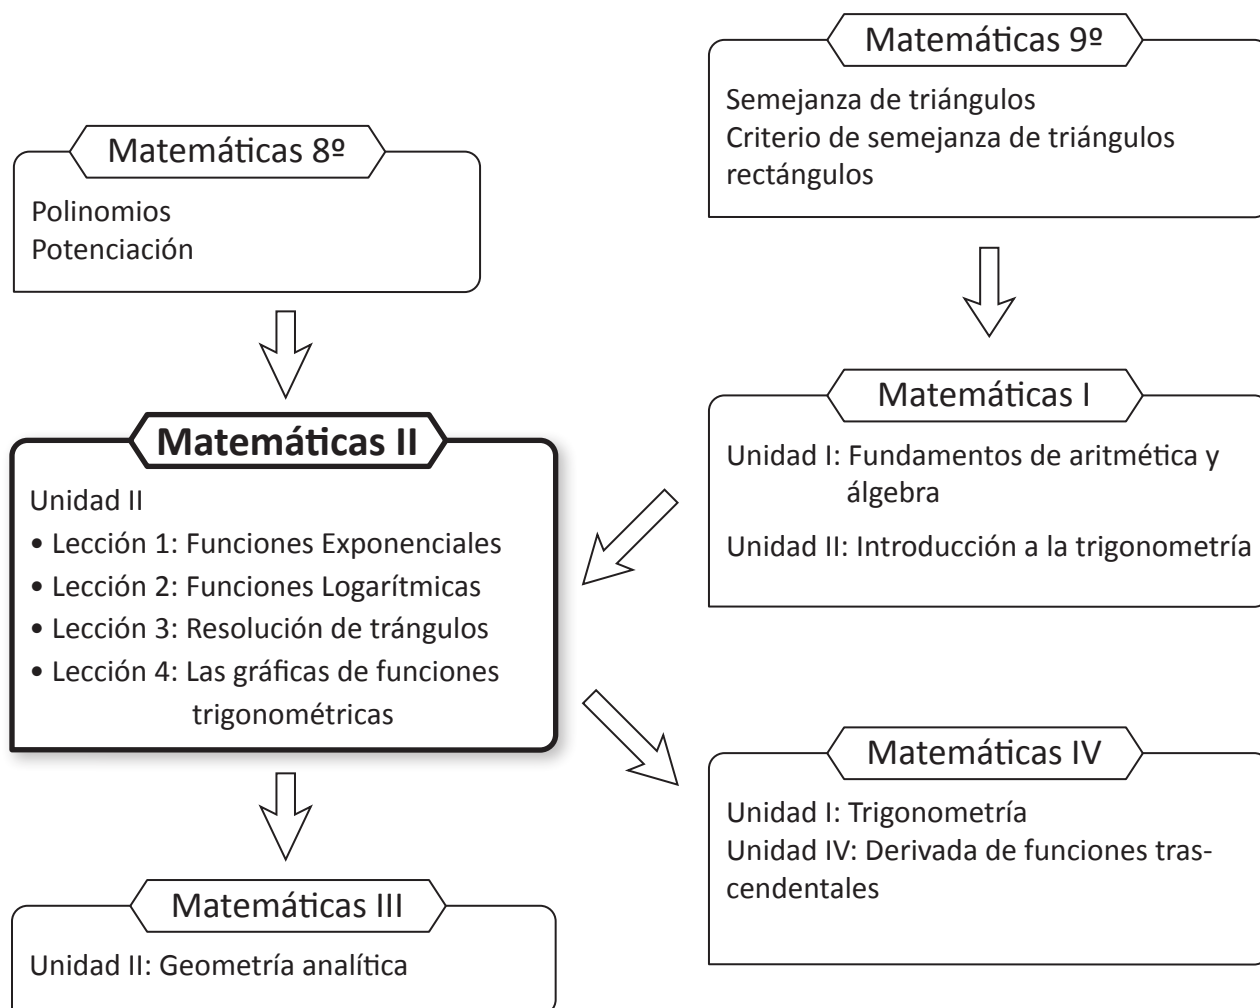 Matemáticas 8º
Polinomios
Potenciación
Matemáticas 9º
Semejanza de triángulos
Criterio de semejanza de triángulos
rectángulos
Matemáticas I
Unidad I: Fundamentos de aritmética y
álgebra
Unidad II: Introducción a la trigonometría
Matemáticas II
Unidad II
• Lección 1: Funciones Exponenciales
• Lección 2: Funciones Logarítmicas
• Lección 3: Resolución de trángulos
• Lección 4: Las gráficas de funciones
trigonométricas
Matemáticas III
Unidad II: Geometría analítica
Matemáticas IV
Unidad I: Trigonometría
Unidad IV: Derivada de funciones tras-
cendentales